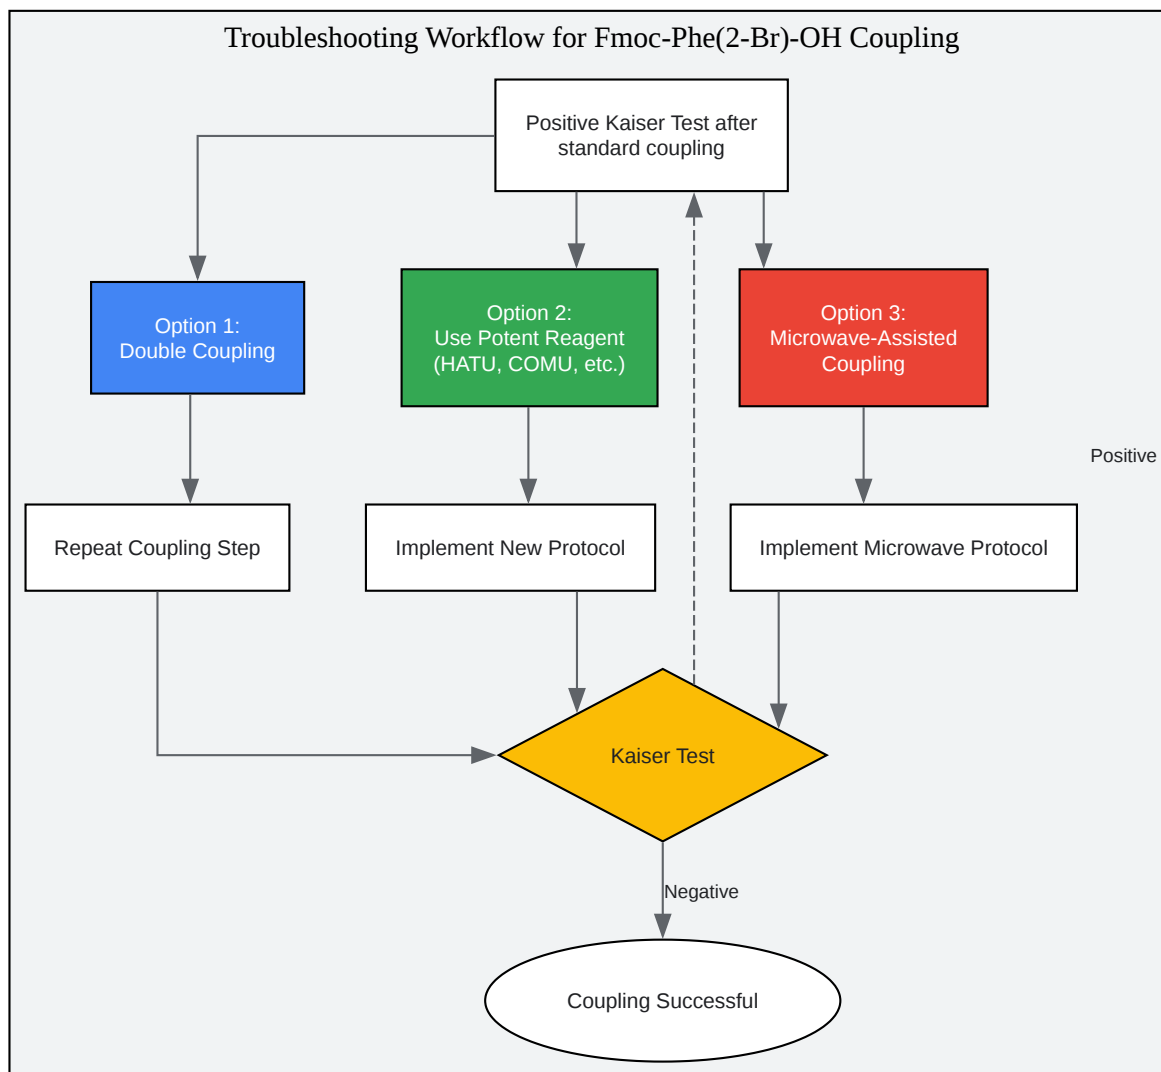 Troubleshooting Workflow for Fmoc-Phe(2-Br)-OH Coupling
Positive Kaiser Test after
standard coupling
Option 1:
Double Coupling
Option 2:
Use Potent Reagent
(HATU, COMU, etc.)
Option 3:
Microwave-Assisted
Coupling
Positive
Repeat Coupling Step
Implement New Protocol
Implement Microwave Protocol
Kaiser Test
Negative
Coupling Successful